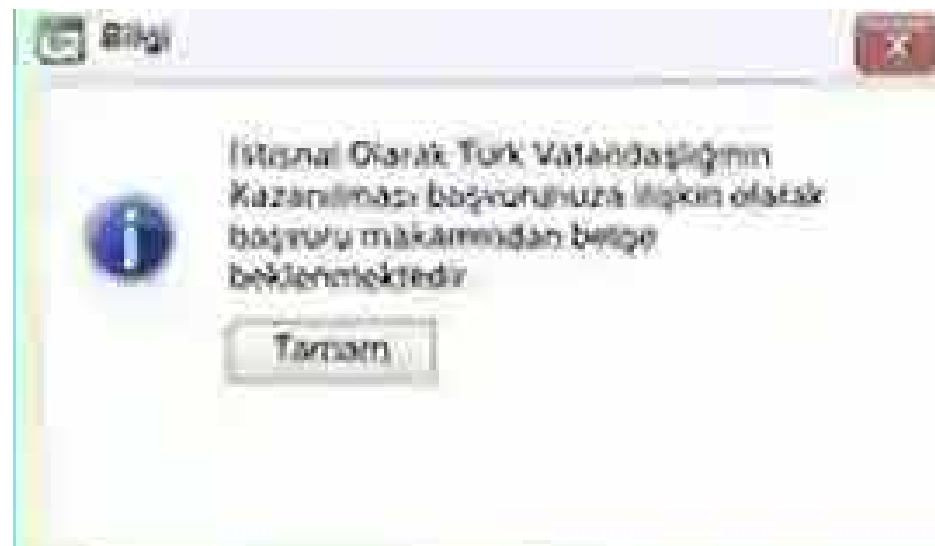 Bilgi
İstisnai Olarak Türk Vatandaşlığının
Kazanılması başvurunuza ilişkin olarak
başvuru makamından belge
beklenmektedir
Tamam